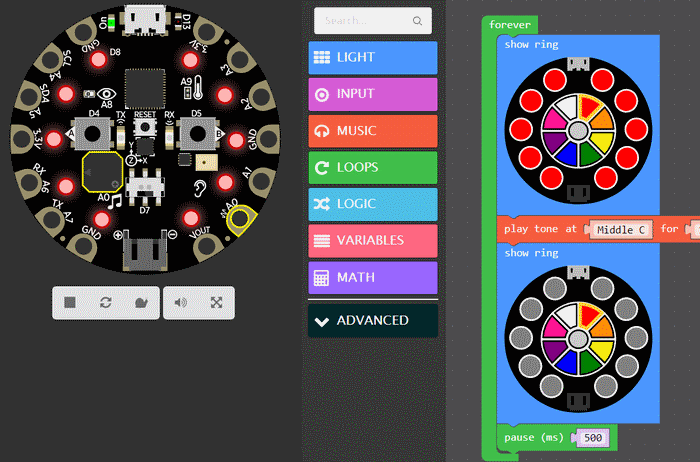 On
D13
GND
D8
3.3V
SCL
A4
SDA
A5
A9
A8
A3
A2
D4
TX
RESET
RX
D5
A
B
3.3V
GND
Y
Z
X
RX
A6
A0
D7
A1
TX
A7
GND
VOUT
A0
Search...
LIGHT
INPUT
MUSIC
LOOPS
LOGIC
VARIABLES
MATH
ADVANCED
forever
show ring
play tone at Middle C for
show ring
pause (ms) 500